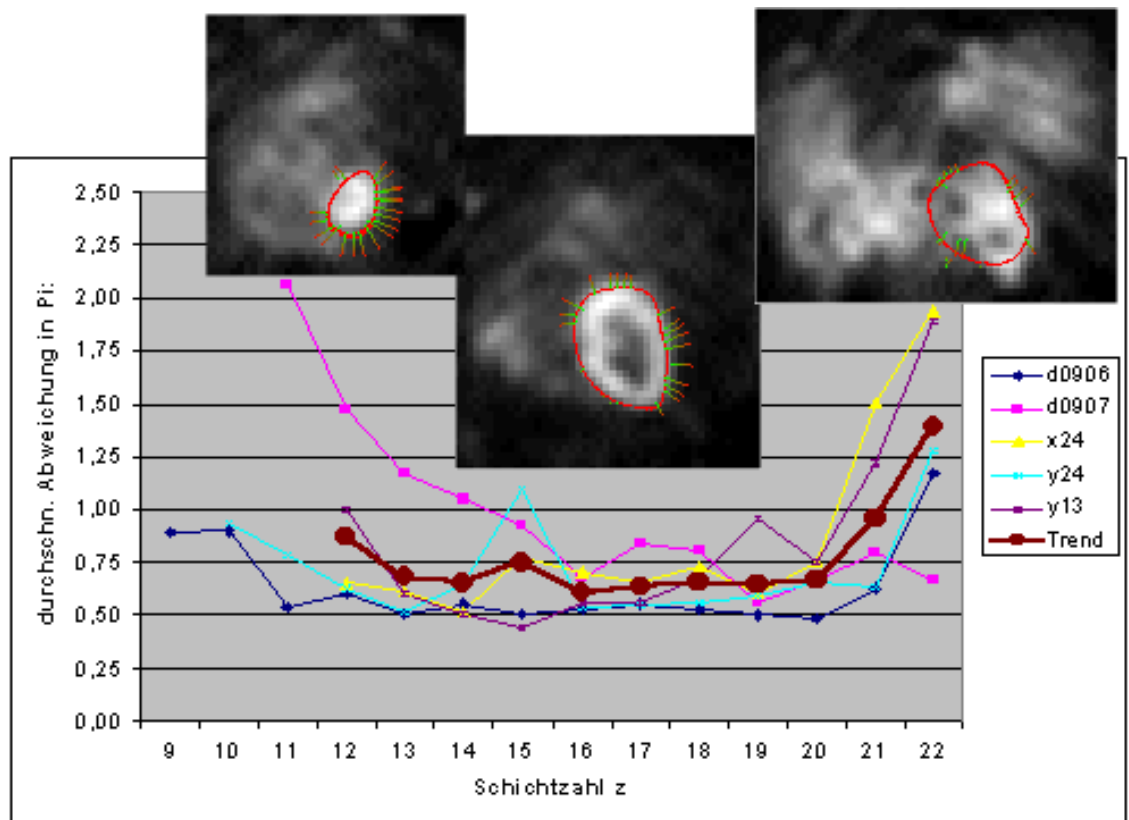 durchschn. Abweichung in Pi:
2,50
2,25
2,00
1,75
1,50
1,25
1,00
0,75
0,50
0,25
0,00
9 10 11 12 13 14 15 16 17 18 19 20 21 22
Schichtzahl z
d0906
d0907
x24
y24
y13
Trend